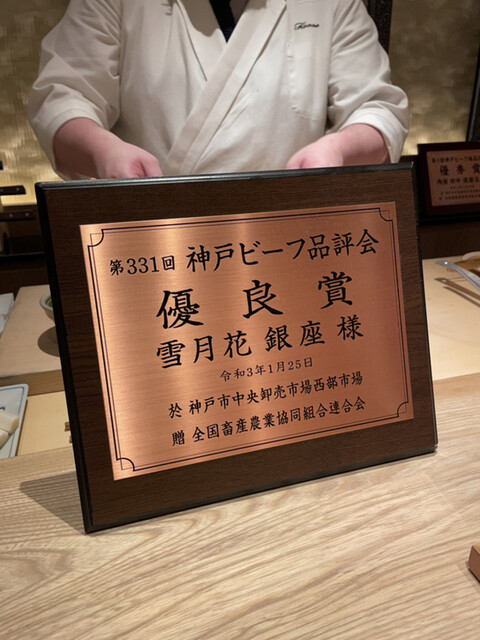 第331回 神戸ビーフ品評会
優良賞
雪月花 銀座 様
令和3年1月25日
於 神戸市中央卸売市場西部市場
贈 全国畜産農業協同組合連合会
優秀賞